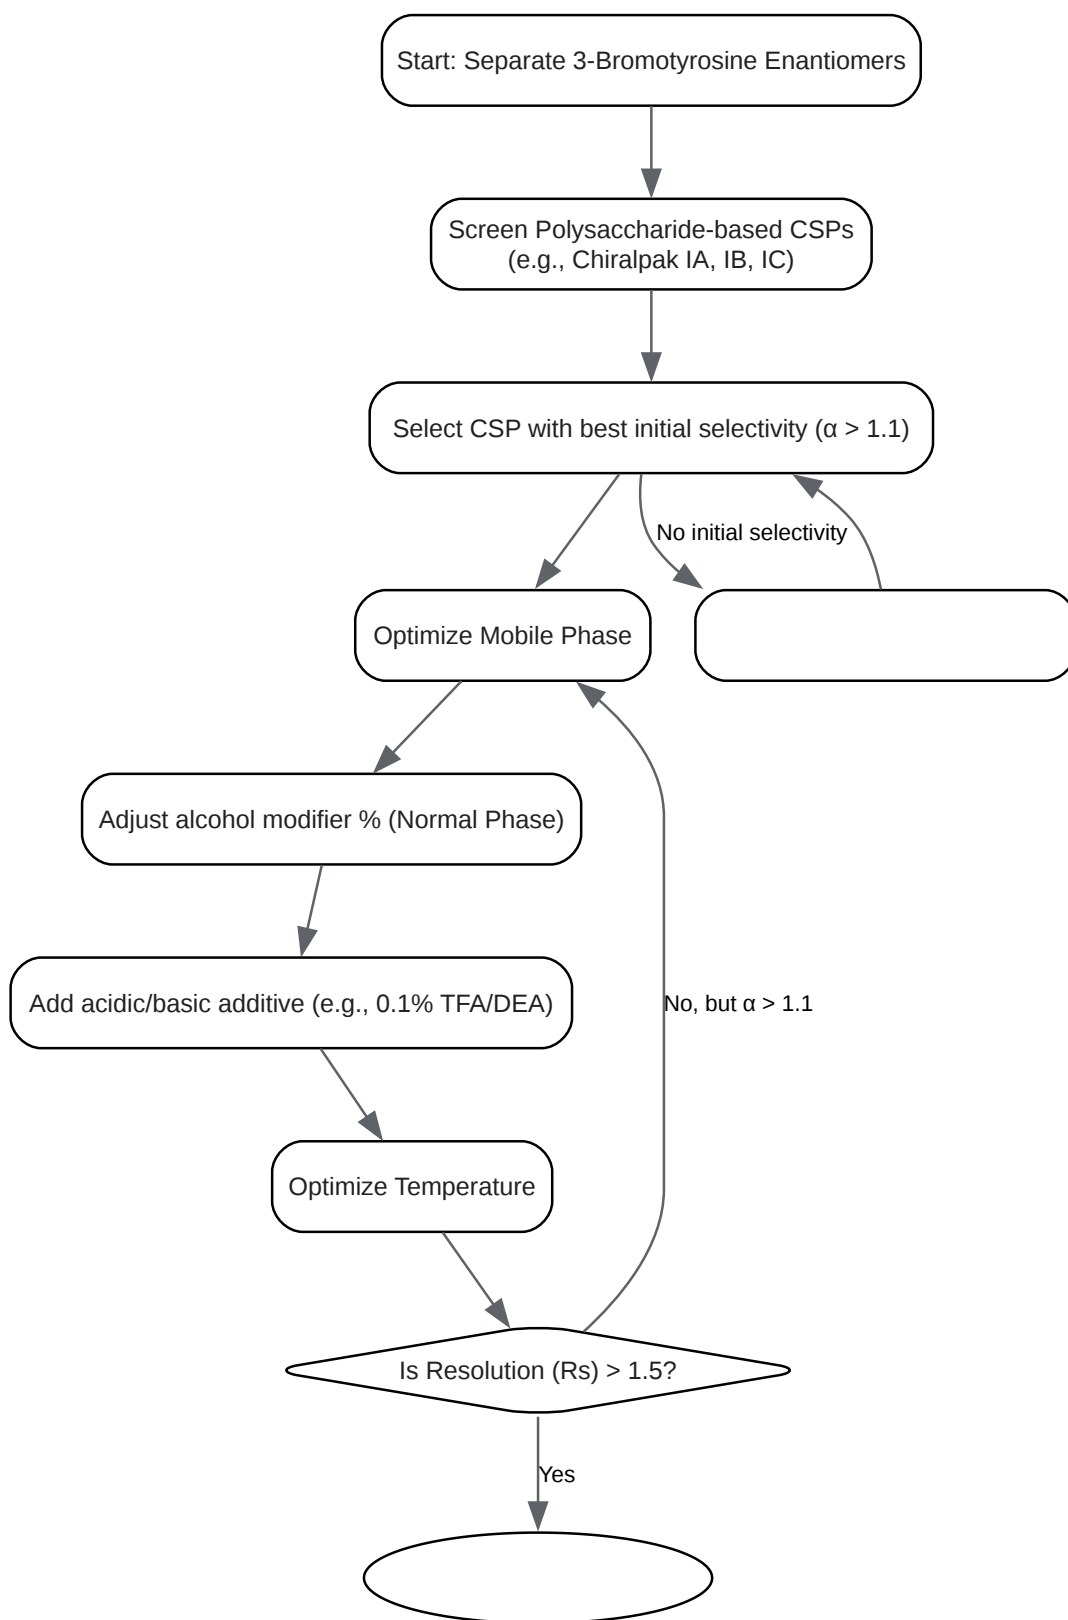 Start: Separate 3-Bromotyrosine Enantiomers
Screen Polysaccharide-based CSPs
(e.g., Chiralpak IA, IB, IC)
Select CSP with best initial selectivity (α > 1.1)
No initial selectivity
Optimize Mobile Phase
Adjust alcohol modifier % (Normal Phase)
Add acidic/basic additive (e.g., 0.1% TFA/DEA)
No, but α > 1.1
Optimize Temperature
Is Resolution (Rs) > 1.5?
Yes